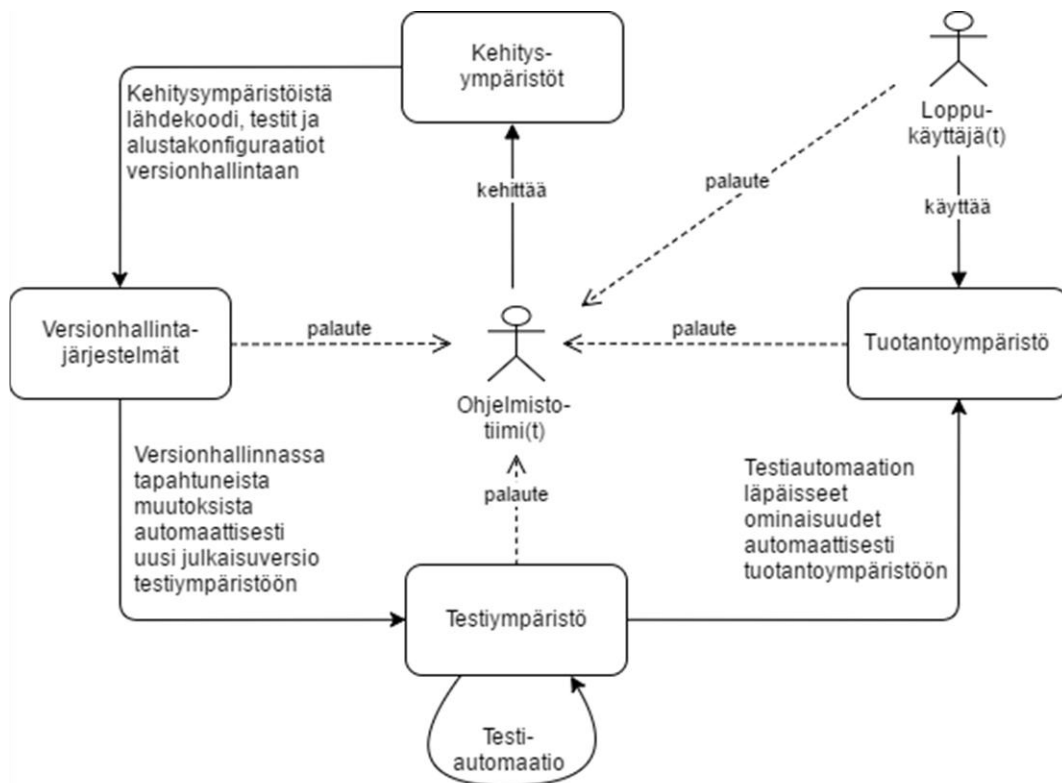 Kehitys-
ympäristöt
Loppu-
käyttäjä(t)
Kehitysympäristöistä
lähdekoodi, testit ja
alustakonfiguraatiot
versionhallintaan
kehittää
palaute
käyttää
Versionhallinta-
järjestelmät
palaute
Ohjelmisto-
tiimi(t)
palaute
Tuotantoympäristö
Versionhallinnassa
tapahtuneista
muutoksista
automaattisesti
uusi julkaisuversio
testiympäristöön
palaute
Testiautomaation
läpäisseet
ominaisuudet
automaattisesti
tuotantoympäristöön
Testiympäristö
Testi-
automaatio